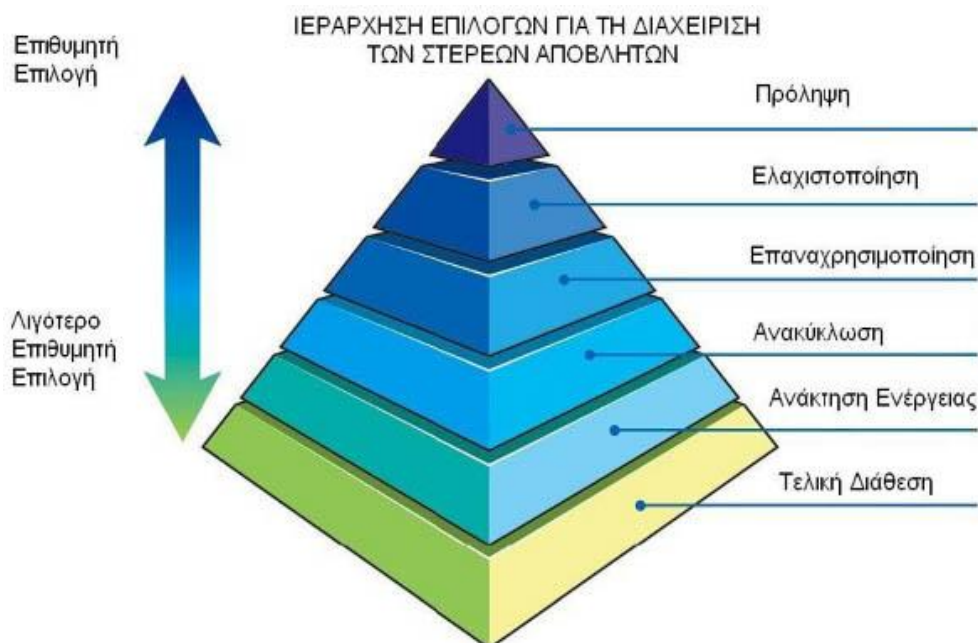 ΙΕΡΑΡΧΗΣΗ ΕΠΙΛΟΓΩΝ ΓΙΑ ΤΗ ΔΙΑΧΕΙΡΙΣΗ
ΤΩΝ ΣΤΕΡΕΩΝ ΑΠΟΒΛΗΤΩΝ
Επιθυμητή
Επιλογή
Πρόληψη
Ελαχιστοποίηση
Επαναχρησιμοποίηση
Λιγότερο
Επιθυμητή
Επιλογή
Ανακύκλωση
Ανάκτηση Ενέργειας
Τελική Διάθεση